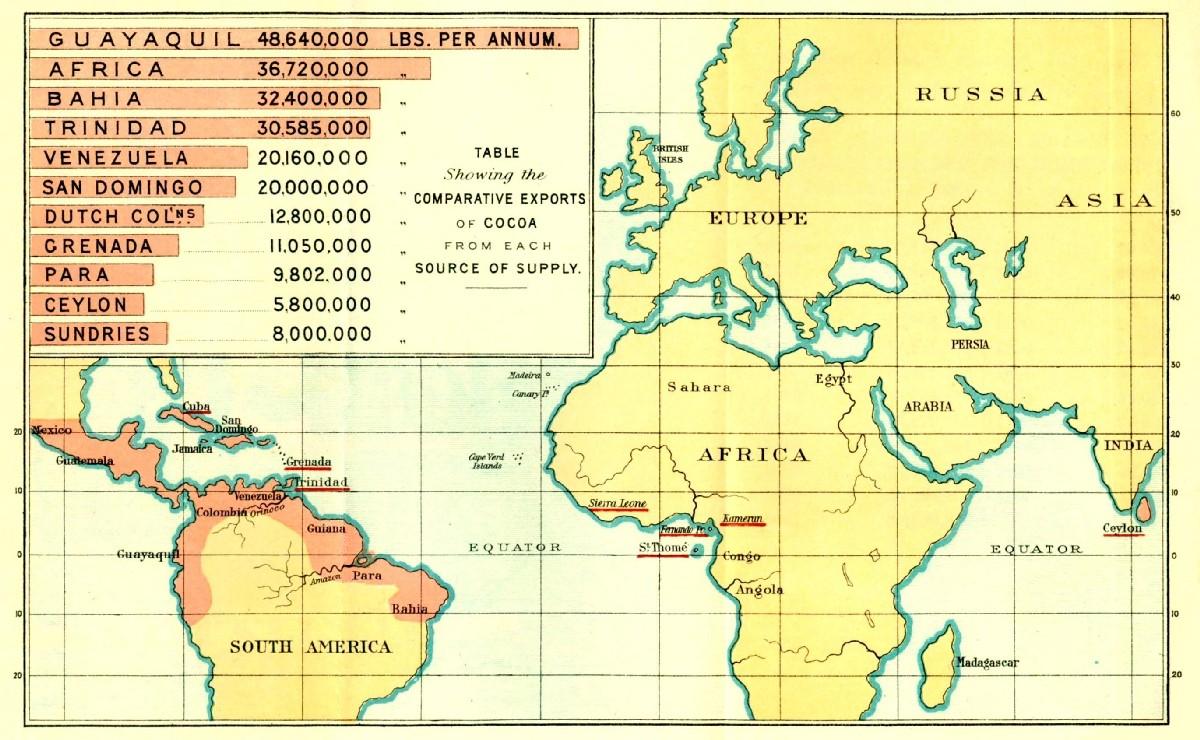 GUAYAQUIL 48,640,000 LBS. PER ANNUM.
AFRICA 36,720,000 "
BAHIA 32,400,000 "
TRINIDAD 30,585,000 "
VENEZUELA 20,160,000 "
SAN DOMINGO 20,000,000 "
DUTCH COLNS 12,800,000 "
GRENADA 11,050,000 "
PARA 9,802,000 "
CEYLON 5,800,000 "
SUNDRIES 8,000,000 "
TABLE
Showing the
COMPARATIVE EXPORTS
OF COCOA
FROM EACH
SOURCE OF SUPPLY.
RUSSIA
60
BRITISH
ISLES
ASIA
50
EUROPE
40
PERSIA
30
Madeira
Canary Is
Sahara
Egypt
ARABIA
20
20
Cuba
San
Domingo
Mexico
Jamaica
Guatemala
Grenada
Cape Verd
Islands
AFRICA
INDIA
10
10
Trinidad
Venezuela
Colombia
Orinoco
Guiana
Sierra Leone
Kamerun
Fernando Po
Ceylon
Guayaquil
EQUATOR
St Thomé
Congo
EQUATOR
0
0
Amazon
Para
Angola
Bahia
10
10
SOUTH AMERICA
Madagascar
20
20